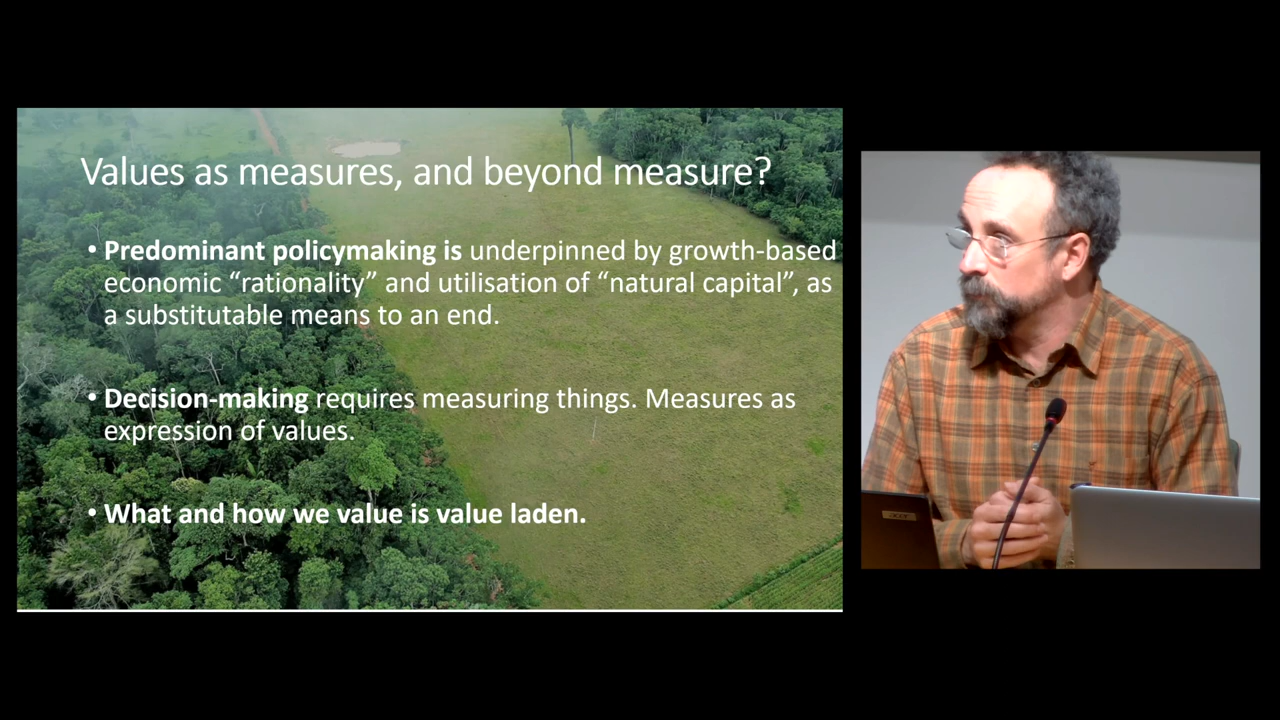 Values as measures, and beyond measure?
• Predominant policymaking is underpinned by growth-based
economic “rationality” and utilisation of “natural capital”, as
a substitutable means to an end.
• Decision-making requires measuring things. Measures as
expression of values.
• What and how we value is value laden.
acer